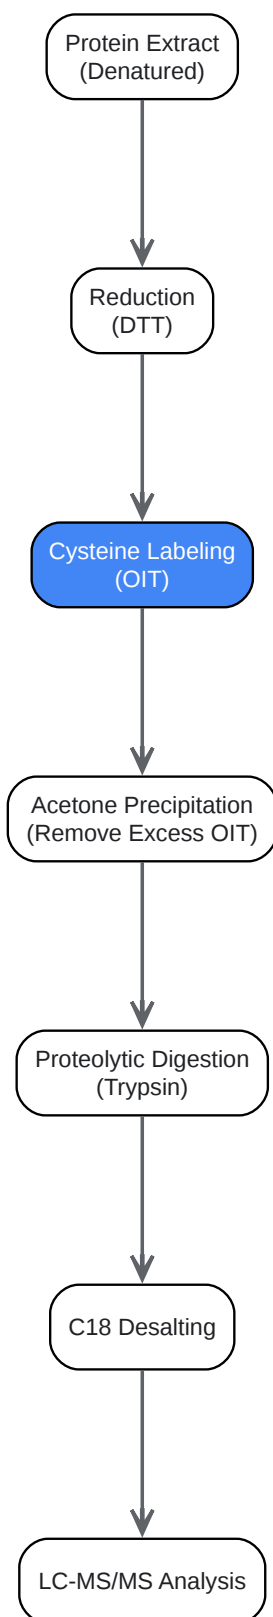 Protein Extract
(Denatured)
Reduction
(DTT)
Cysteine Labeling
(OIT)
Acetone Precipitation
(Remove Excess OIT)
Proteolytic Digestion
(Trypsin)
C18 Desalting
LC-MS/MS Analysis